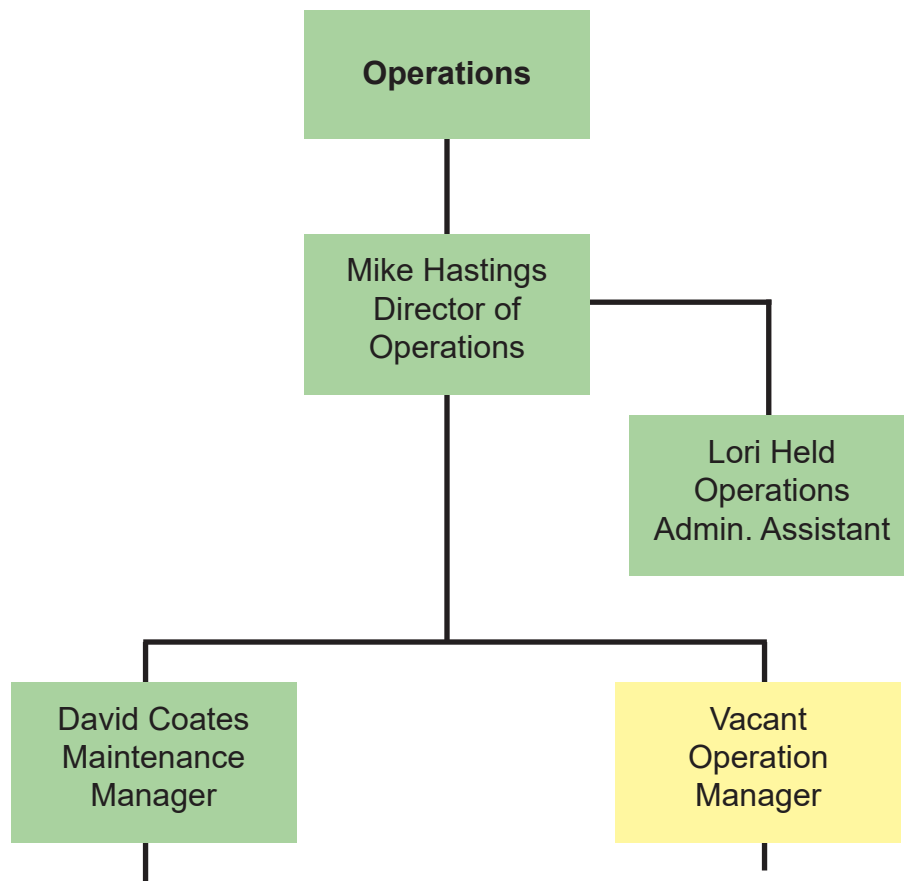 Operations
Mike Hastings
Director of
Operations
Lori Held
Operations
Admin. Assistant
David Coates
Maintenance
Manager
Vacant
Operation
Manager